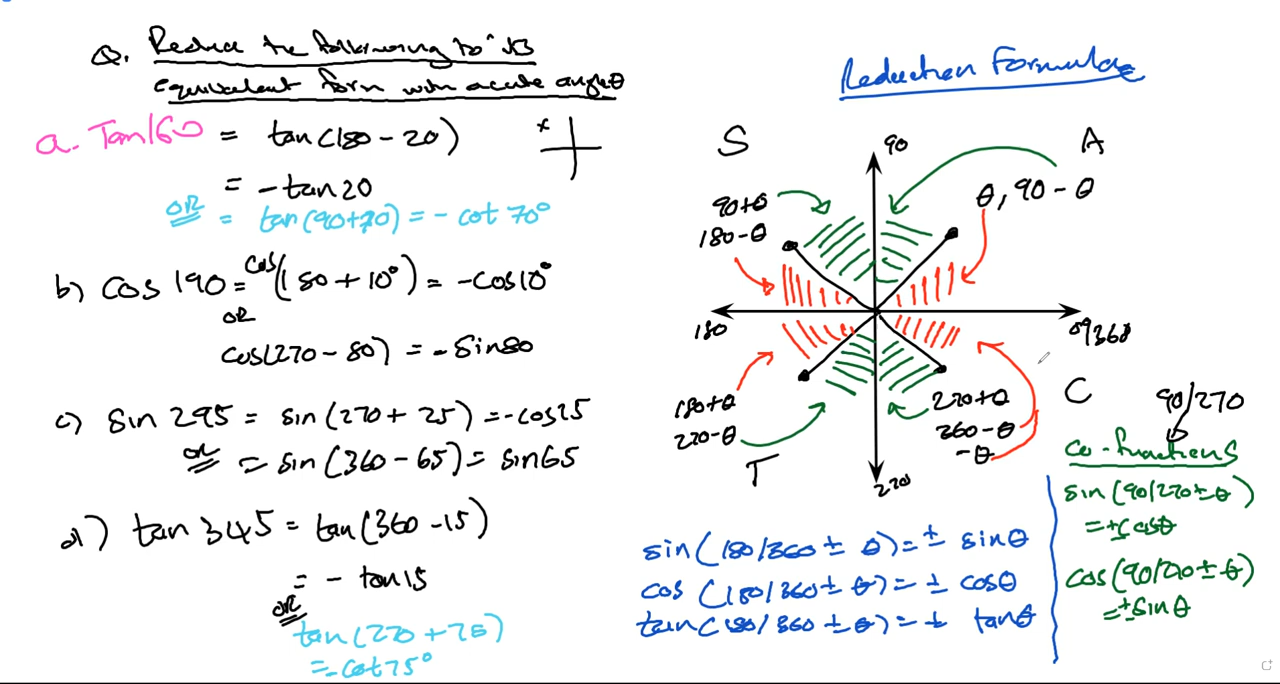 Q. Reduce the following to its
equivalent form with acute angle θ
a. Tan160 = tan(180 - 20)
= -tan20
OR = tan(90+70) = - cot 70°
b) Cos 190 = cos(180 + 10°) = -cos10°
OR
cos(270 - 80) = - sin80
c) sin 295 = sin(270 + 25) = -cos25
OR = sin(360 - 65) = sin65
d) tan 345 = tan(360 - 15)
= - tan15
OR
tan(270 + 75)
= -cot75°
Reduction Formulae
S
90
A
90+θ
180-θ
θ, 90 - θ
180
0/360
180+θ
270-θ
T
270
270+θ
360-θ
-θ
C
90/270
co-functions
sin(90/270±θ)
=±cosθ
cos(90/270±θ)
=±sinθ
sin(180/360 ± θ) = ± sinθ
cos (180/360 ± θ) = ± cosθ
tan(180/360 ± θ) = ± tanθ